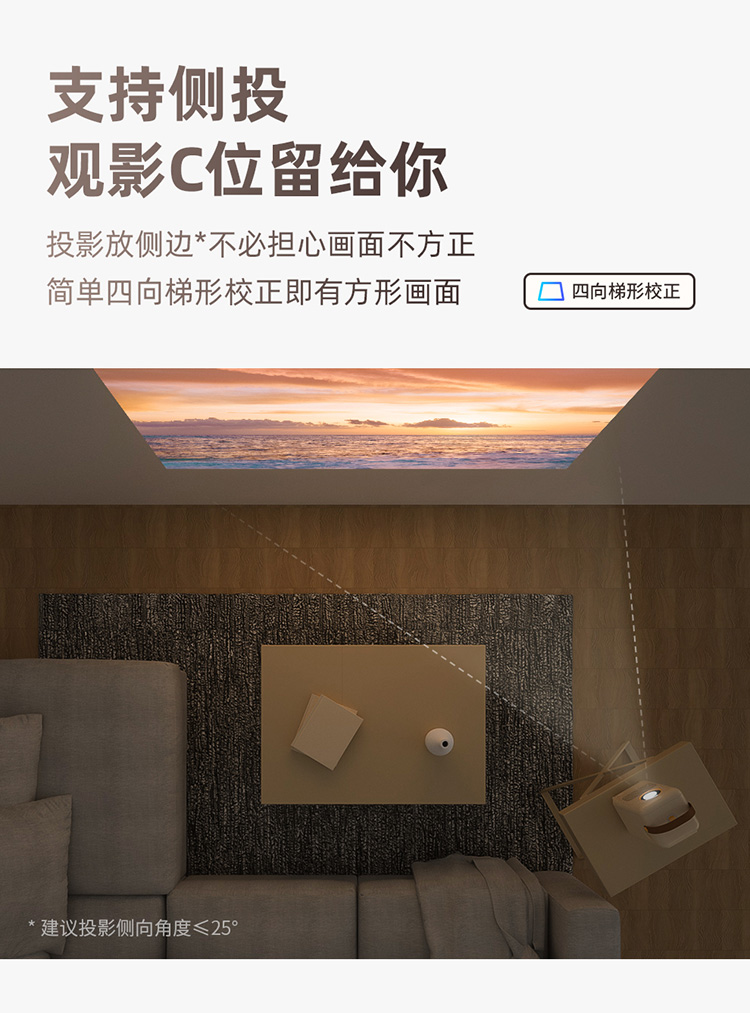 支持侧投
观影C位留给你
投影放侧边*不必担心画面不方正
简单四向梯形校正即有方形画面
四向梯形校正
* 建议投影侧向角度≤25°